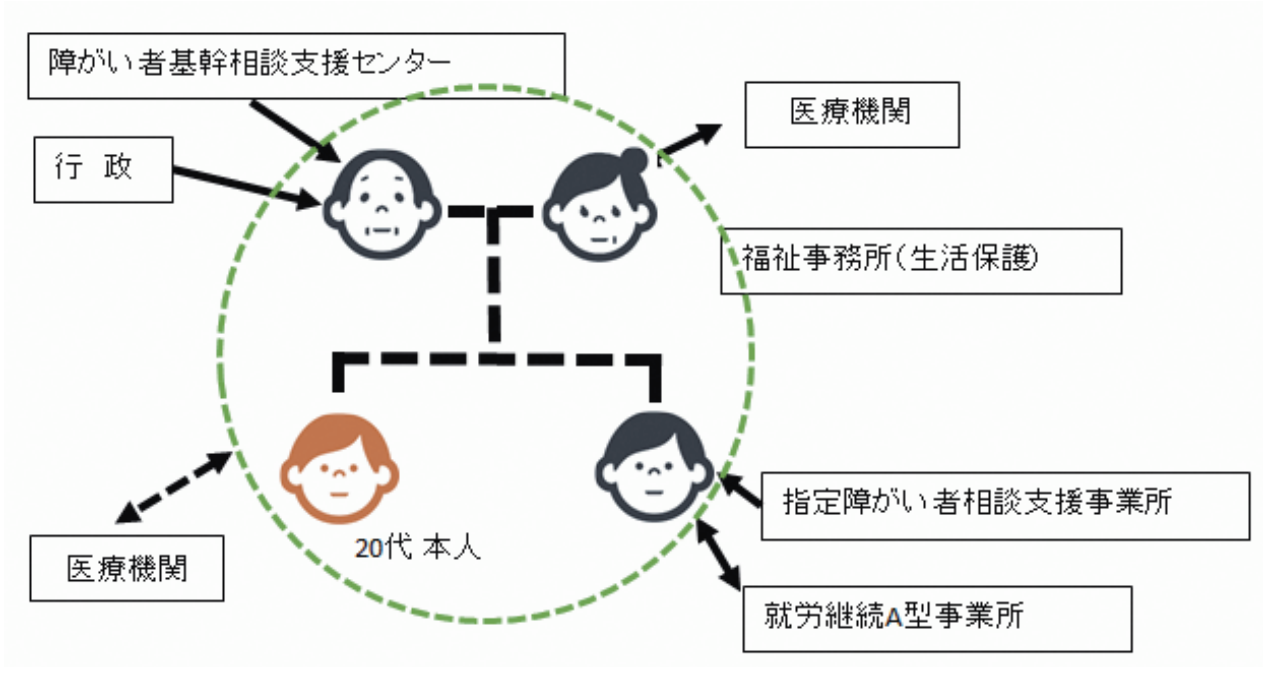 障がい者基幹相談支援センター
医療機関
行 政
福祉事務所(生活保護)
20代 本人
指定障がい者相談支援事業所
医療機関
就労継続A型事業所